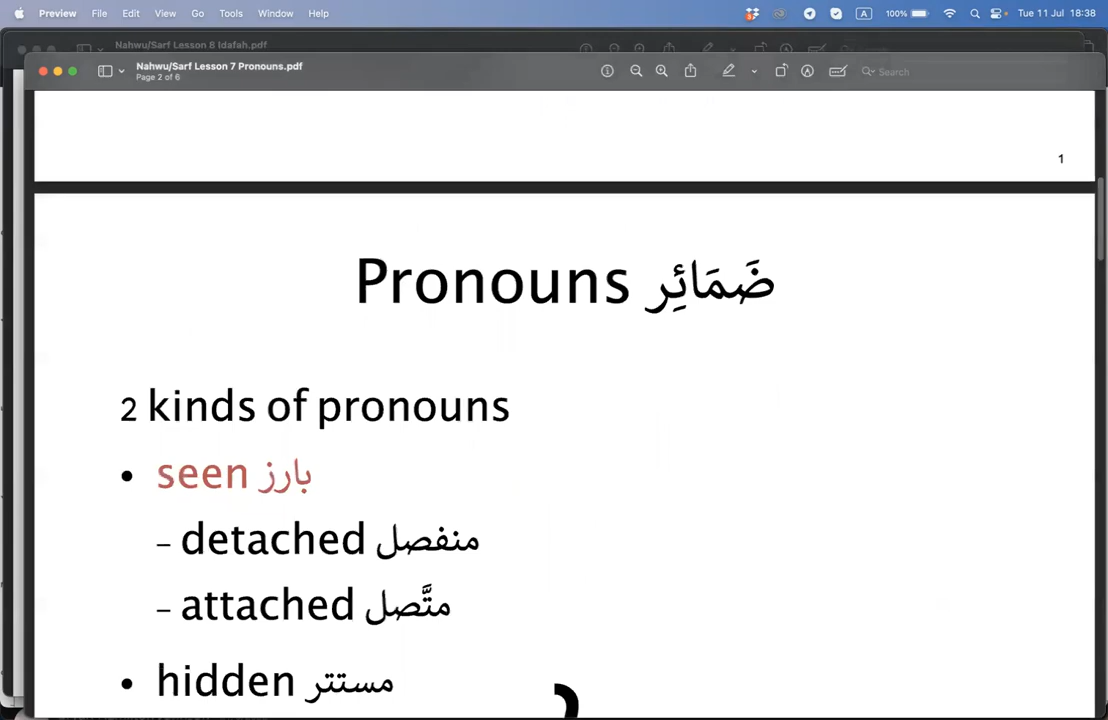 Preview File Edit View Go Tools Window Help A 100% Tue 11 Jul 18:38
Nahwu/Sarf Lesson 8 Idafah.pdf
Nahwu/Sarf Lesson 7 Pronouns.pdf
Page 2 of 6
Search
1
Pronouns ضَمَائِر
2 kinds of pronouns
• seen بارز
– detached منفصل
– attached متَّصل
• hidden مستتر